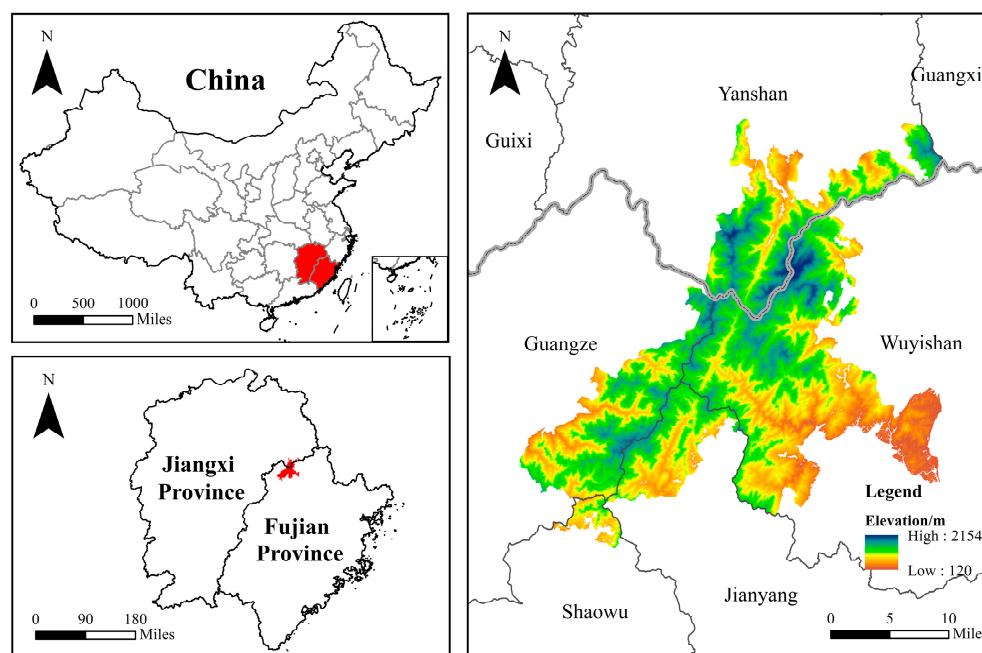 N
China
0 500 1000
Miles
N
Jiangxi
Province
Fujian
Province
0 90 180
Miles
N
Yanshan
Guangxi
Guixi
Guangze
Wuyishan
Legend
Elevation/m
High : 2154
Low : 120
Shaowu
Jianyang
0 5 10
Mile